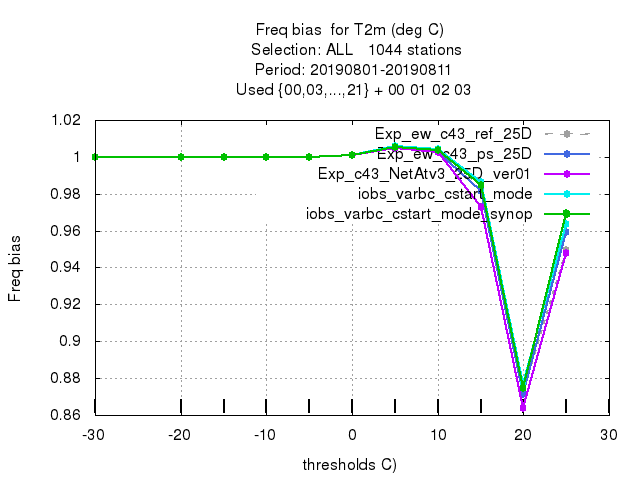 Freq bias for T2m (deg C)
Selection: ALL 1044 stations
Period: 20190801-20190811
Used {00,03,...,21} + 00 01 02 03
Exp_ew_c43_ref_25D
Exp_ew_c43_ps_25D
Exp_c43_NetAtv3_25D_ver01
iobs_varbc_cstart_mode
iobs_varbc_cstart_mode_synop
Freq bias
1.02
1
0.98
0.96
0.94
0.92
0.9
0.88
0.86
-30 -20 -10 0 10 20 30
thresholds C)